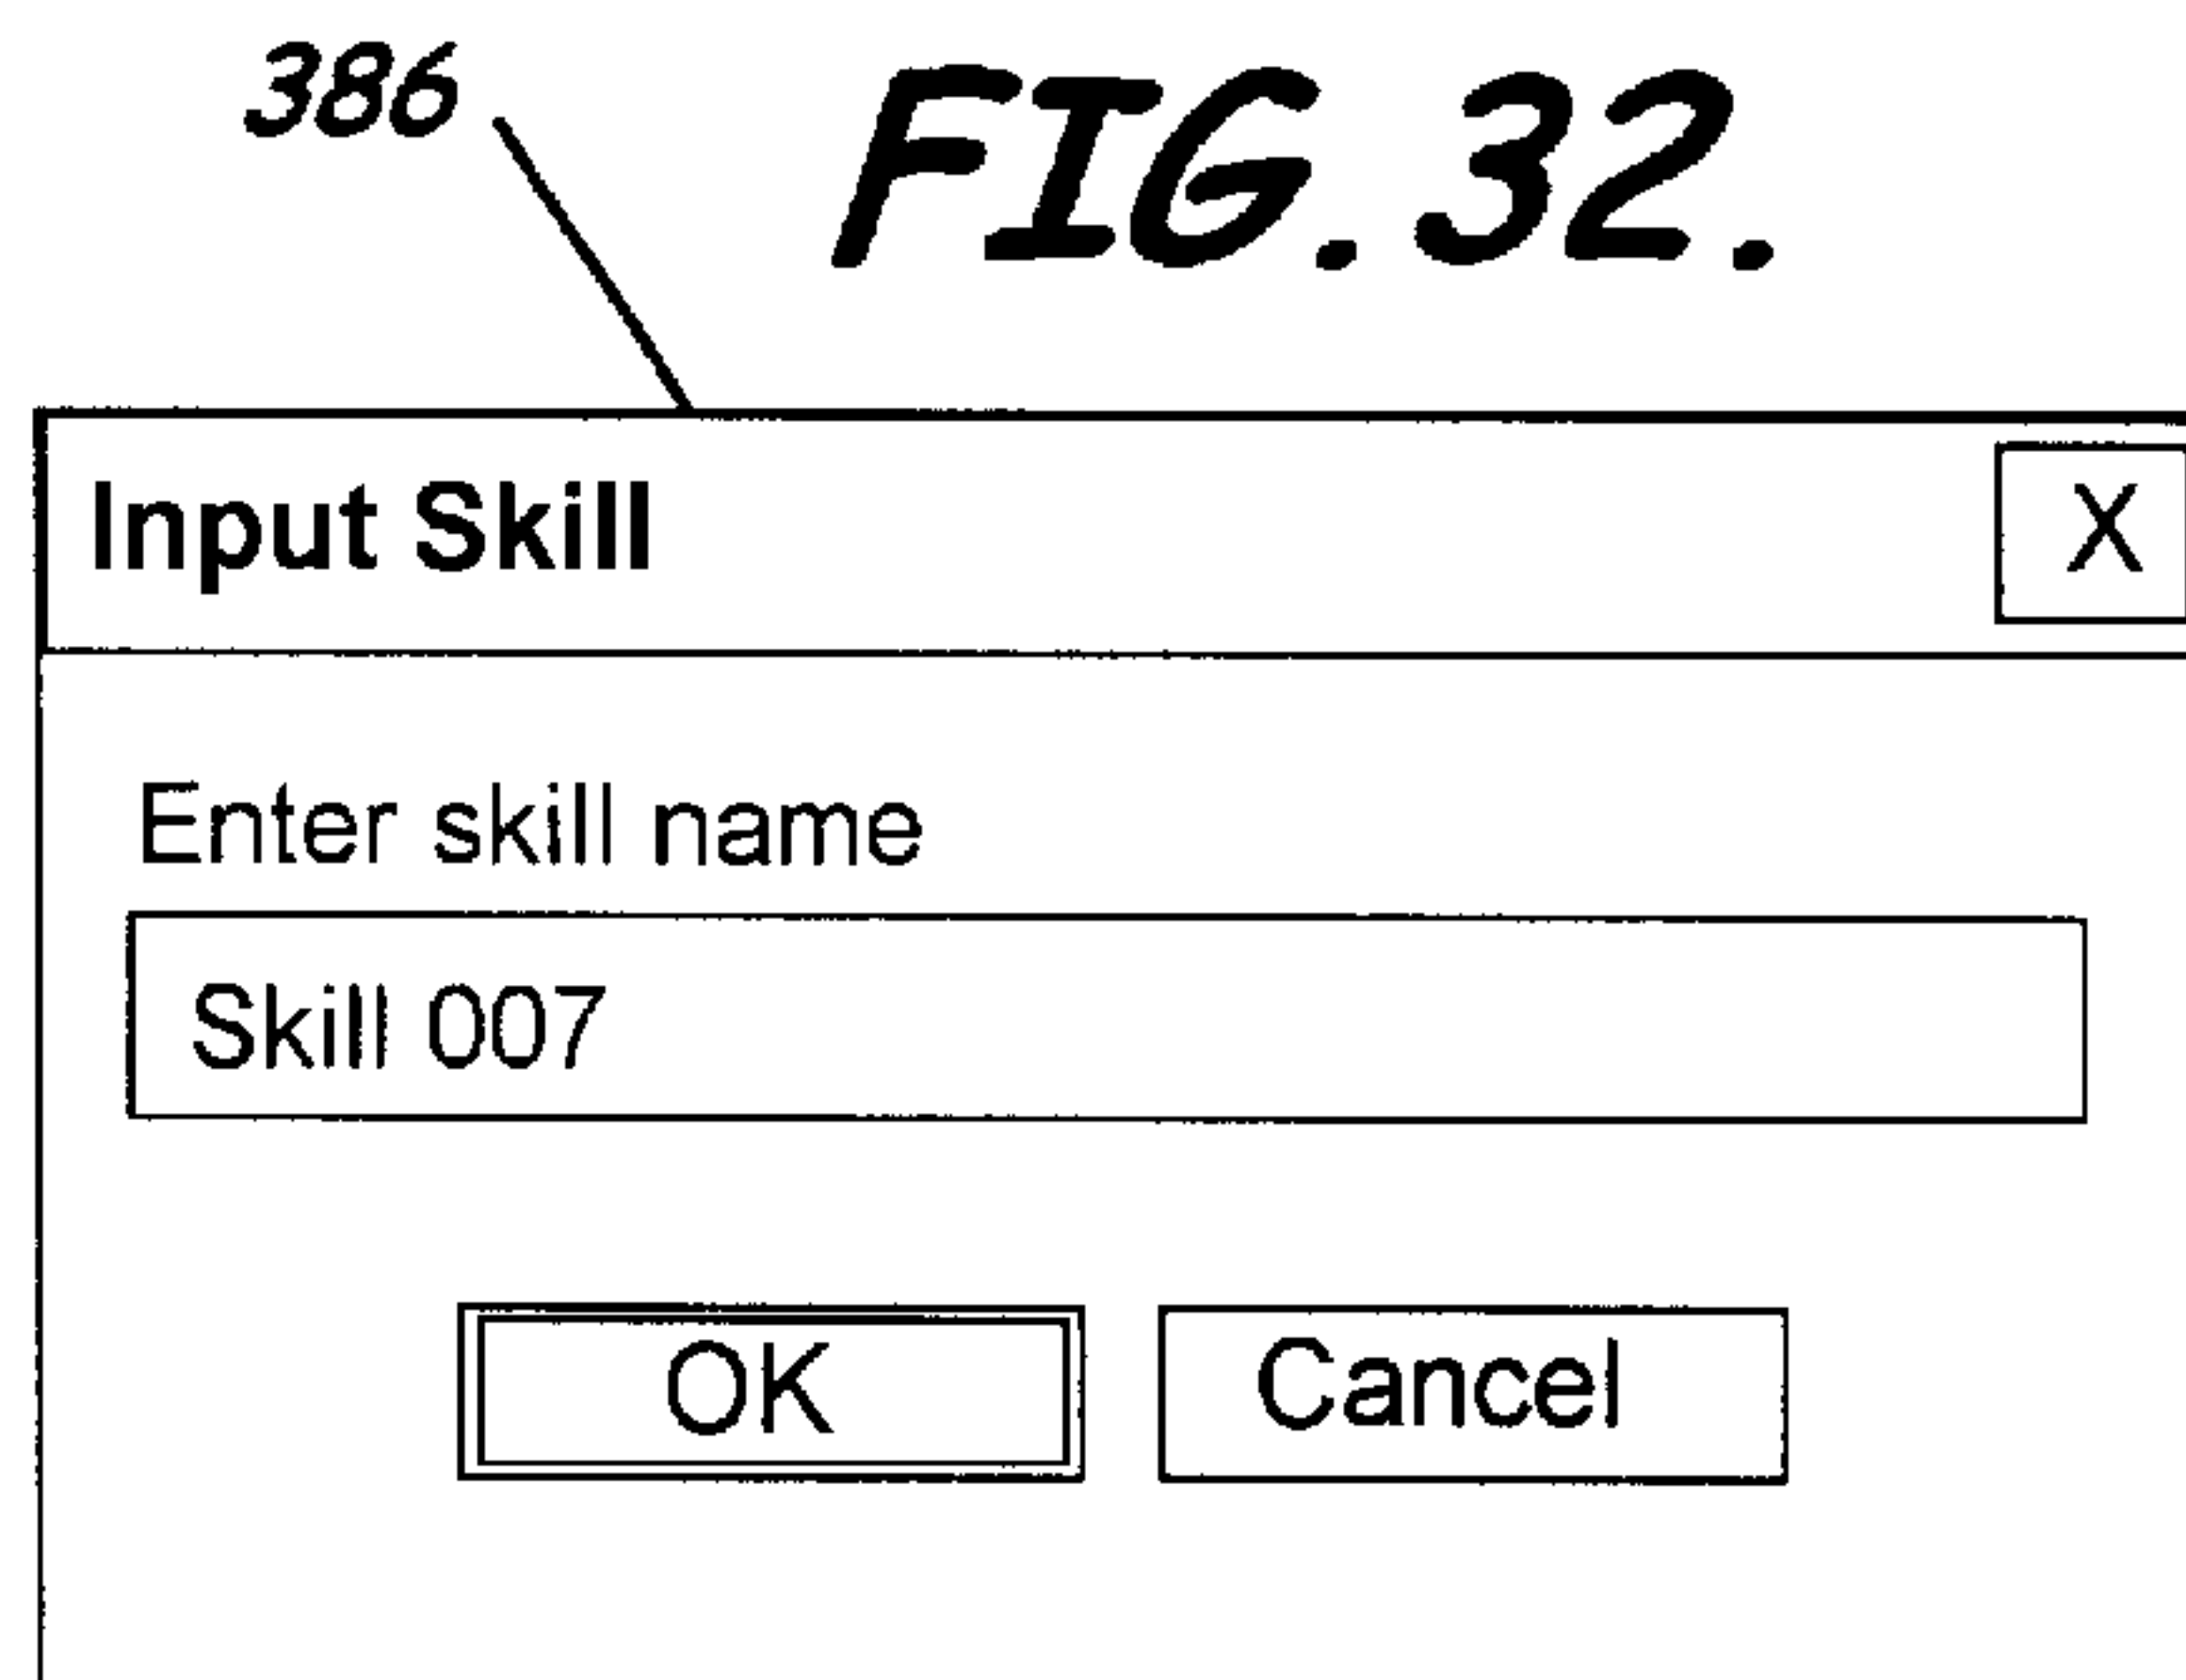 386
FIG. 32.
Input Skill X
Enter skill name
Skill 007
OK Cancel